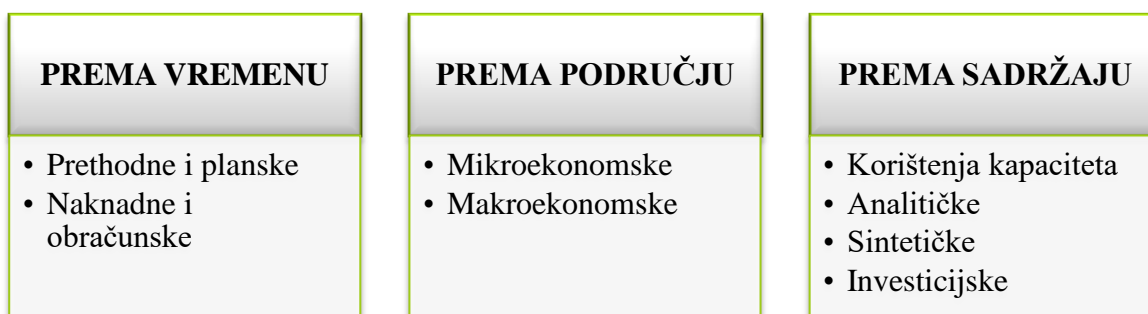 PREMA VREMENU
• Prethodne i planske
• Naknadne i
obračunske
PREMA PODRUČJU
• Mikroekonomske
• Makroekonomske
PREMA SADRŽAJU
• Korištenja kapaciteta
• Analitičke
• Sintetičke
• Investicijske